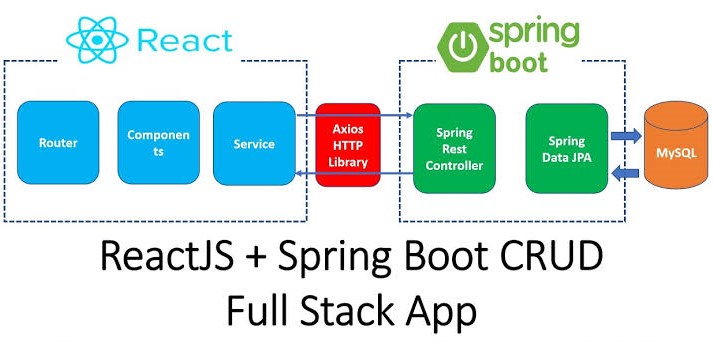 React
spring
boot
Router
Componen
ts
Service
Axios
HTTP
Library
Spring
Rest
Controller
Spring
Data JPA
MySQL
ReactJS + Spring Boot CRUD
Full Stack App